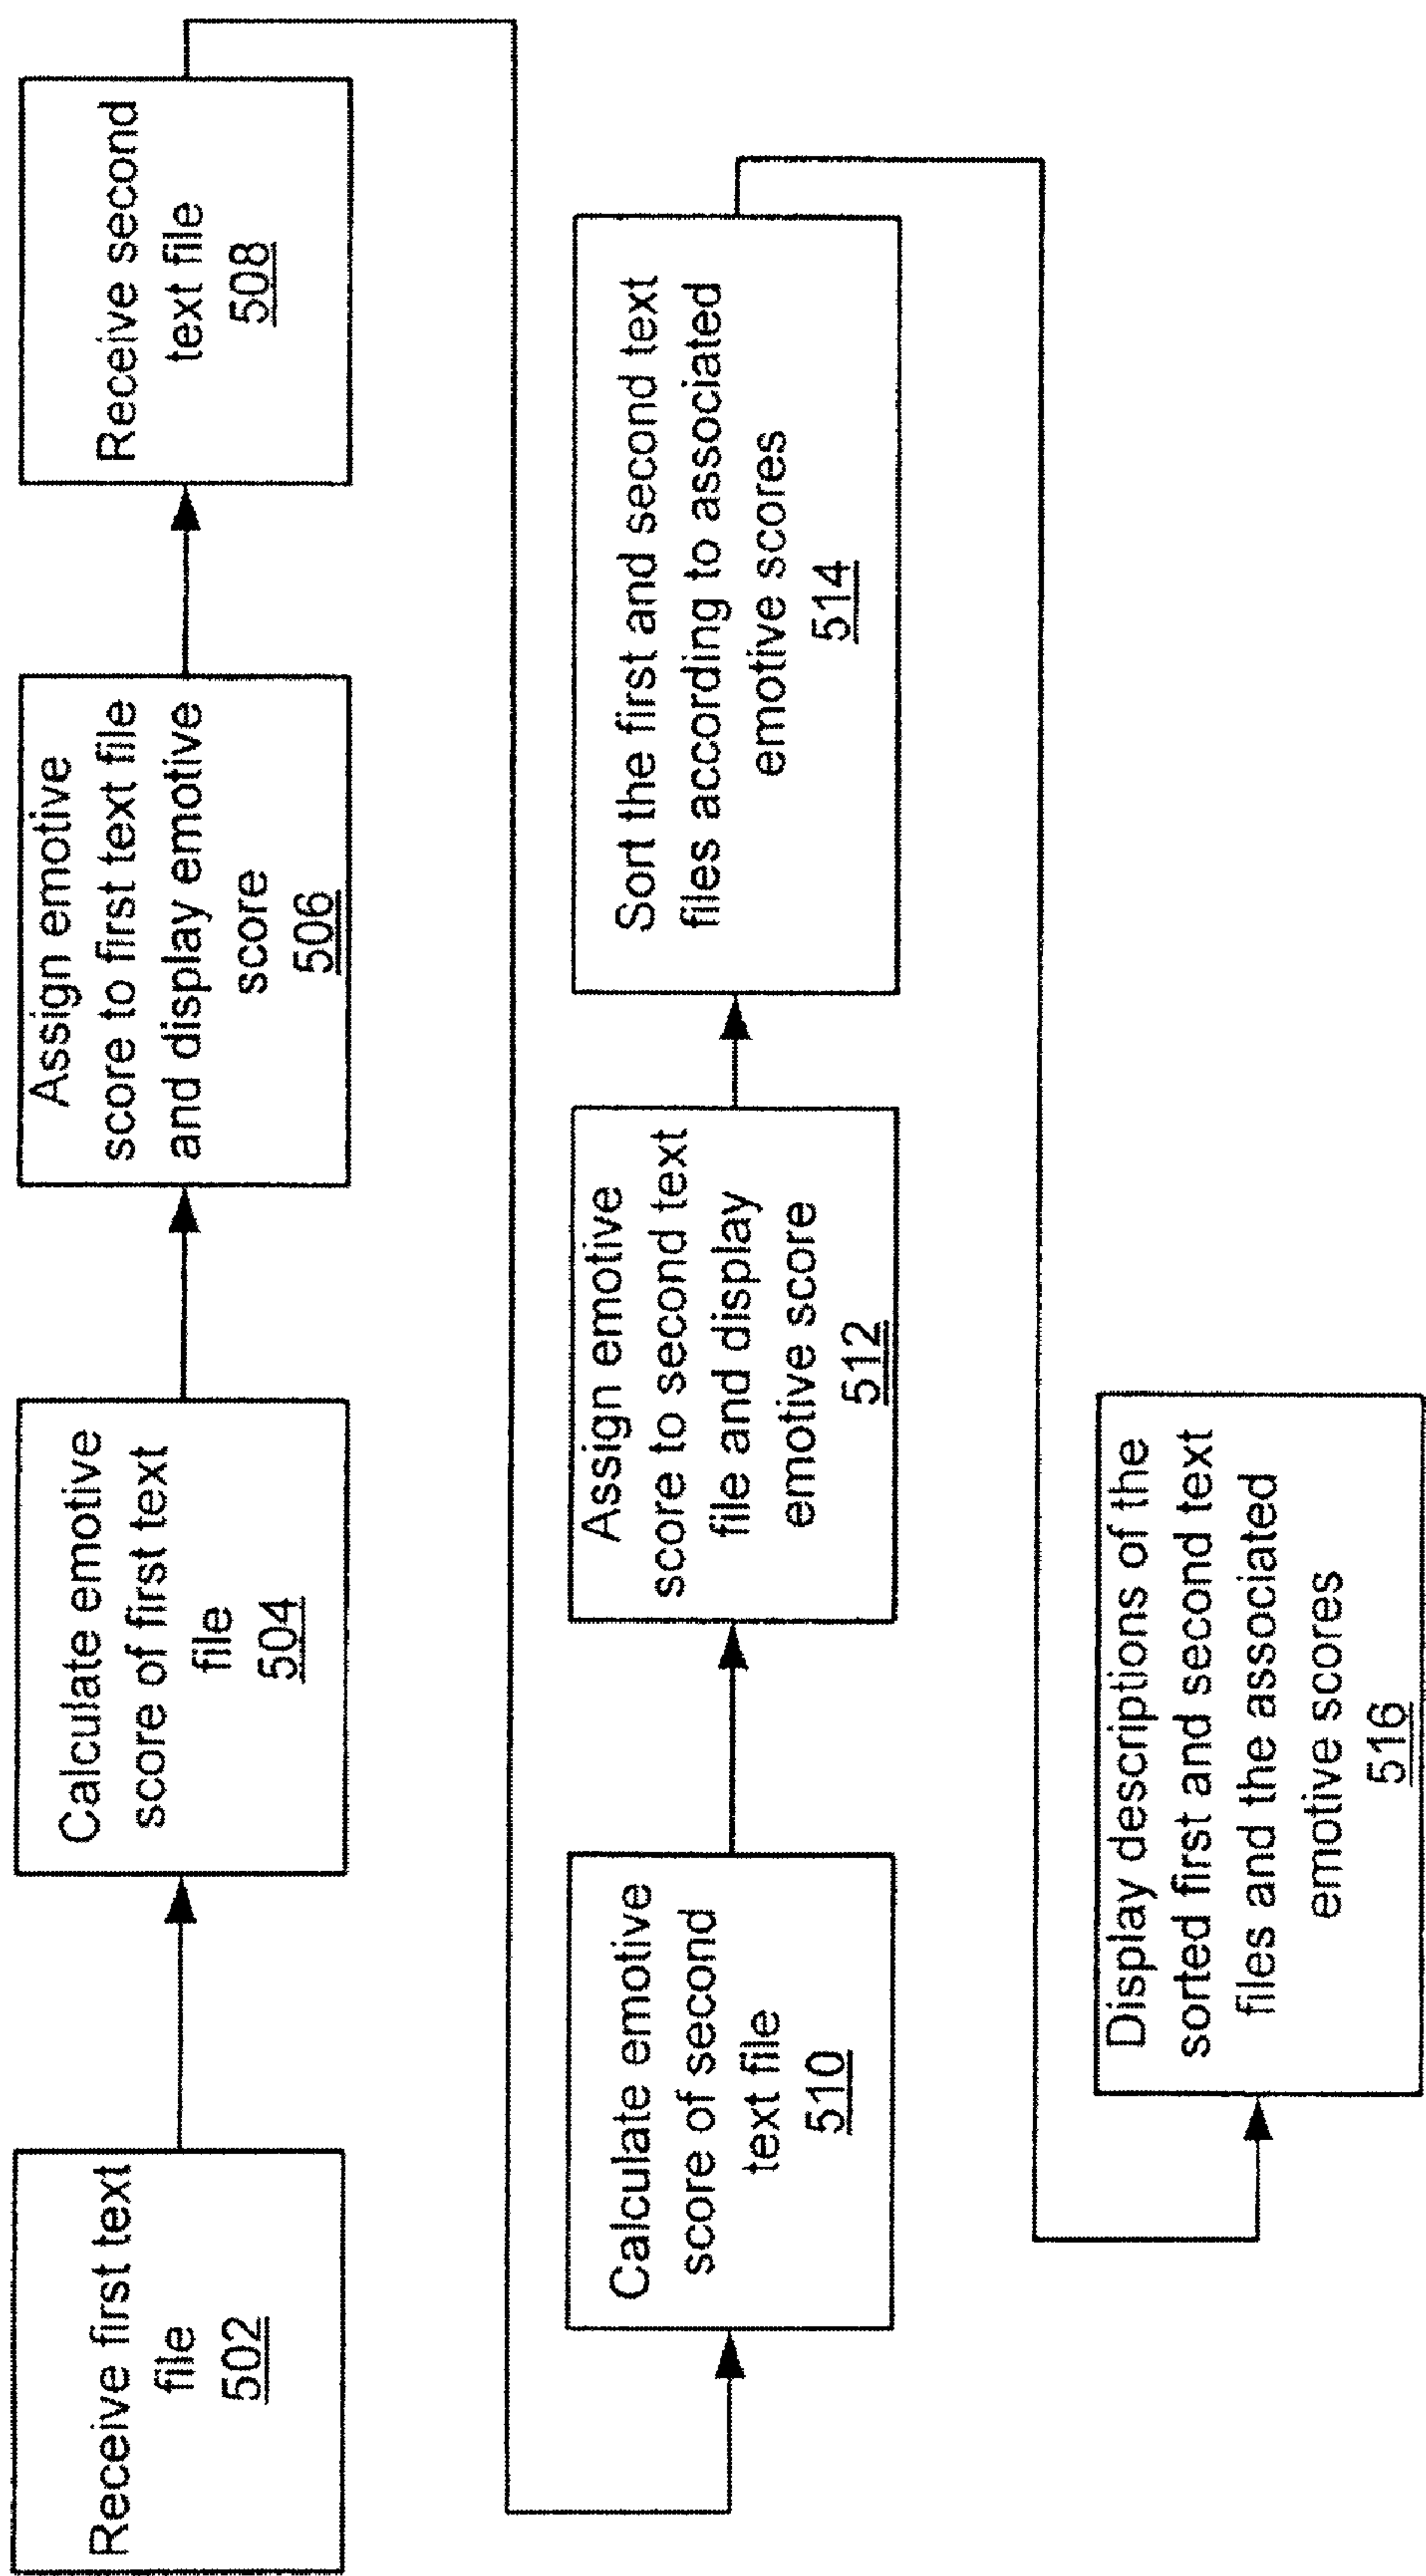 Receive first text
file
502
Calculate emotive
score of first text
file
504
Assign emotive
score to first text file
and display emotive
score
506
Receive second
text file
508
Calculate emotive
score of second
text file
510
Assign emotive
score to second text
file and display
emotive score
512
Sort the first and second text
files according to associated
emotive scores
514
Display descriptions of the
sorted first and second text
files and the associated
emotive scores
516